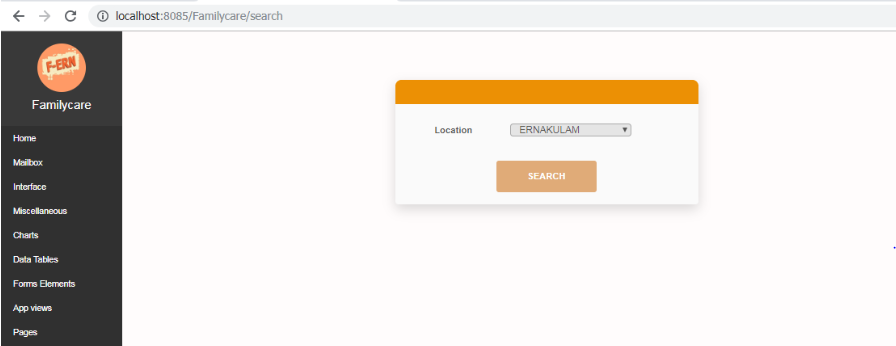 localhost:8085/Familycare/search
F-ERN
Familycare
Home
Mailbox
Interface
Miscellaneous
Charts
Data Tables
Forms Elements
App views
Pages
Location
ERNAKULAM
SEARCH